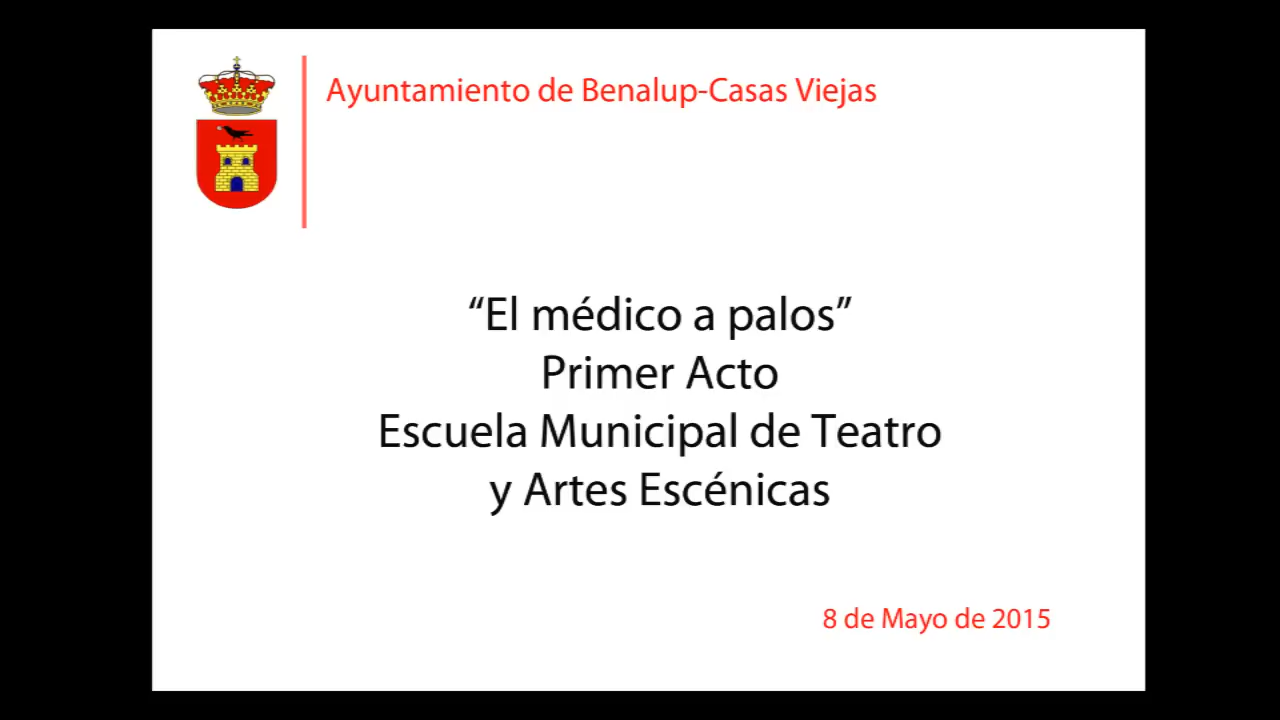 Ayuntamiento de Benalup-Casas Viejas
“El médico a palos”
Primer Acto
Escuela Municipal de Teatro
y Artes Escénicas
8 de Mayo de 2015